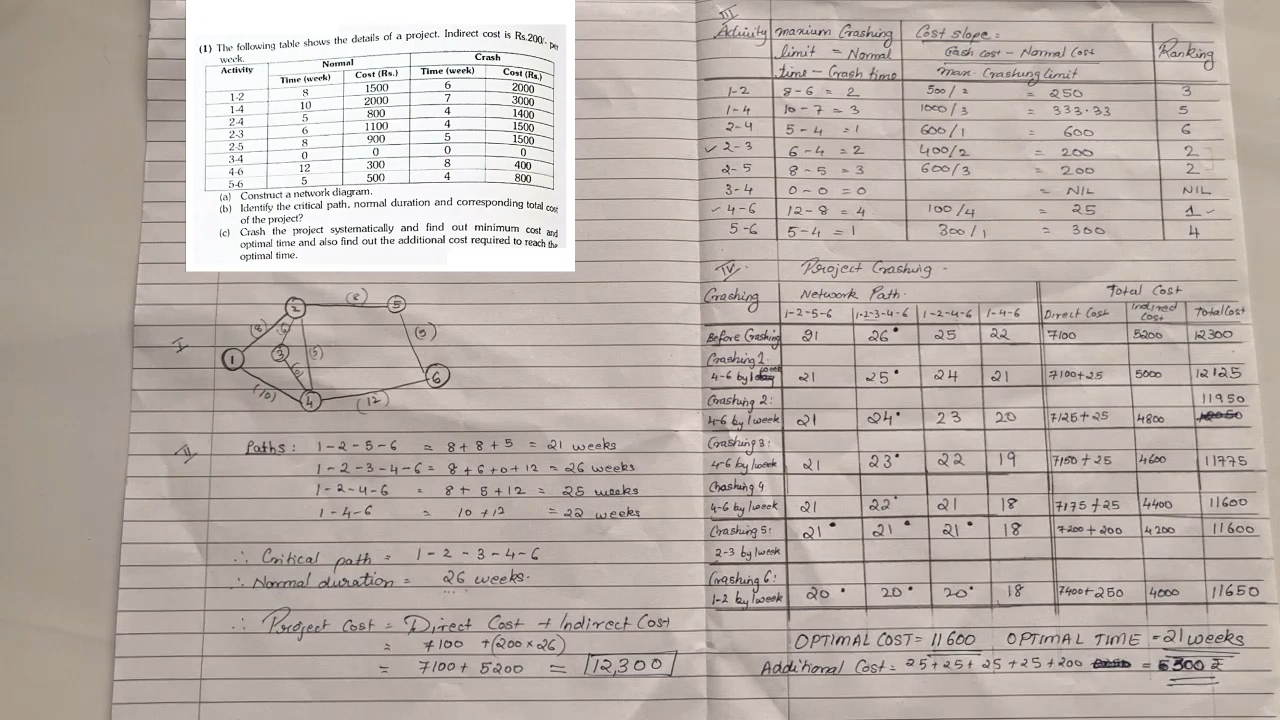 (1) The following table shows the details of a project. Indirect cost is Rs.200/- per
week.
Activity Normal Crash
Time (week) Cost (Rs.) Time (week) Cost (Rs.)
1-2 8 1500 6 2000
1-4 10 2000 7 3000
2-4 5 800 4 1400
2-3 6 1100 4 1500
2-5 8 900 5 1500
3-4 0 0 0 0
4-6 12 300 8 400
5-6 5 500 4 800
(a) Construct a network diagram.
(b) Identify the critical path, normal duration and corresponding total cost
of the project?
(c) Crash the project systematically and find out minimum cost and
optimal time and also find out the additional cost required to reach the
optimal time.
I
1 2 3 4 5 6
(8) (8) (6) (5) (5) (0) (10) (12)
II
Paths: 1-2-5-6 = 8+8+5 = 21 weeks
1-2-3-4-6 = 8+6+0+12 = 26 weeks
1-2-4-6 = 8+5+12 = 25 weeks
1-4-6 = 10+12 = 22 weeks
∴ Critical path = 1-2-3-4-6
∴ Normal duration = 26 weeks.
∴ Project Cost = Direct Cost + Indirect Cost
= 7100 +(200×26)
= 7100+ 5200 = 12,300
III
Activity maxium Crashing Cost slope = Ranking
limit = Normal Cash cost - Normal Cost
time - Crash time max. Crashing limit
1-2 8-6 = 2 500/2 = 250 3
1-4 10-7 = 3 1000/3 = 333.33 5
2-4 5-4 = 1 600/1 = 600 6
✓ 2-3 6-4 = 2 400/2 = 200 2
2-5 8-5 = 3 600/3 = 200 2
3-4 0-0 = 0 = NIL NIL
✓ 4-6 12-8 = 4 100/4 = 25 1
5-6 5-4 = 1 300/1 = 300 4
IV. Project Crashing.
Crashing Network Path. Total Cost
1-2-5-6 1-2-3-4-6 1-2-4-6 1-4-6 Direct Cost Indirect Cost Total Cost
Before Crashing 21 26• 25 22 7100 5200 12300
Crashing 1.
4-6 by 1 week 21 25• 24 21 7100+25 5000 12125
Crashing 2: 11950
4-6 by 1 week 21 24• 23 20 7125+25 4800
Crashing 3:
4-6 by 1 week 21 23• 22 19 7150+25 4600 11775
Crashing 4
4-6 by 1 week 21 22• 21 18 7175+25 4400 11600
Crashing 5: 21• 21• 21• 18 7200+200 4200 11600
2-3 by 1 week
Crashing 6:
1-2 by 1 week 20• 20• 20• 18 7400+250 4000 11650
OPTIMAL COST = 11600 OPTIMAL TIME = 21 weeks
Additional Cost = 25+25+25+25+200 = 300 ₹